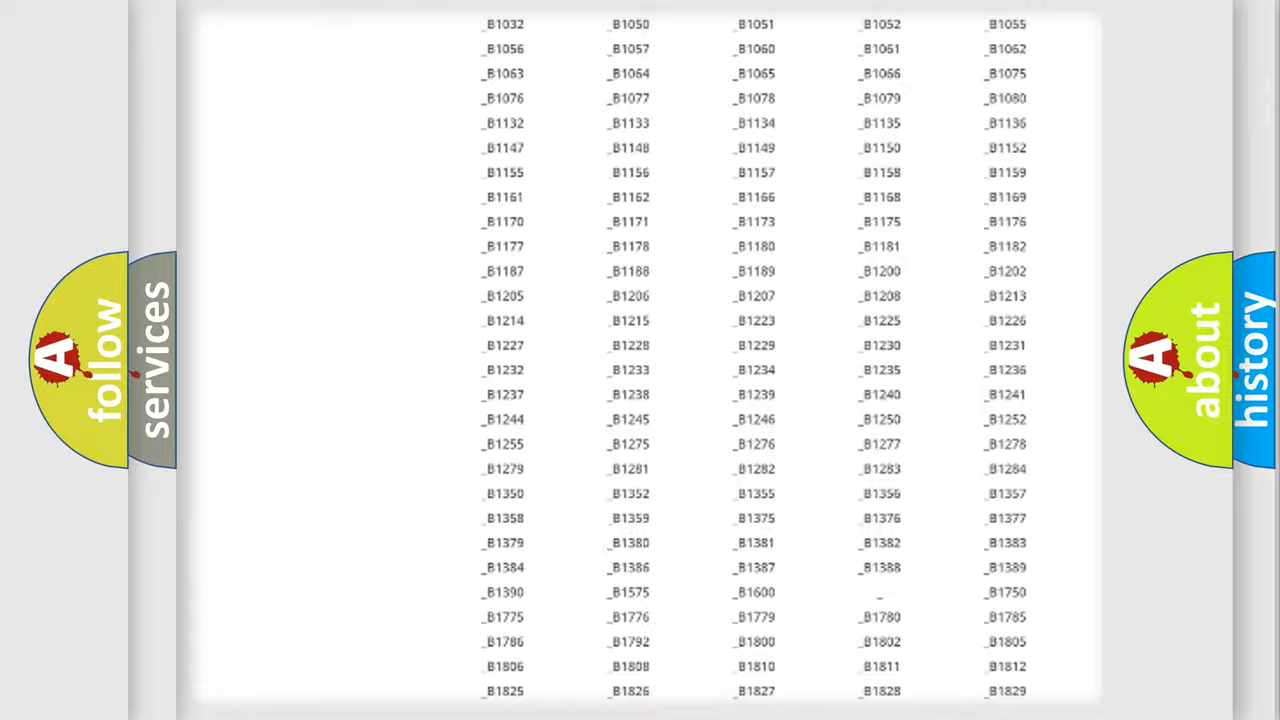 _B1032 _B1050 _B1051 _B1052 _B1055
_B1056 _B1057 _B1060 _B1061 _B1062
_B1063 _B1064 _B1065 _B1066 _B1075
_B1076 _B1077 _B1078 _B1079 _B1080
_B1132 _B1133 _B1134 _B1135 _B1136
_B1147 _B1148 _B1149 _B1150 _B1152
_B1155 _B1156 _B1157 _B1158 _B1159
_B1161 _B1162 _B1166 _B1168 _B1169
_B1170 _B1171 _B1173 _B1175 _B1176
_B1177 _B1178 _B1180 _B1181 _B1182
_B1187 _B1188 _B1189 _B1200 _B1202
_B1205 _B1206 _B1207 _B1208 _B1213
_B1214 _B1215 _B1223 _B1225 _B1226
_B1227 _B1228 _B1229 _B1230 _B1231
_B1232 _B1233 _B1234 _B1235 _B1236
_B1237 _B1238 _B1239 _B1240 _B1241
_B1244 _B1245 _B1246 _B1250 _B1252
_B1255 _B1275 _B1276 _B1277 _B1278
_B1279 _B1281 _B1282 _B1283 _B1284
_B1350 _B1352 _B1355 _B1356 _B1357
_B1358 _B1359 _B1375 _B1376 _B1377
_B1379 _B1380 _B1381 _B1382 _B1383
_B1384 _B1386 _B1387 _B1388 _B1389
_B1390 _B1575 _B1600 _ _B1750
_B1775 _B1776 _B1779 _B1780 _B1785
_B1786 _B1792 _B1800 _B1802 _B1805
_B1806 _B1808 _B1810 _B1811 _B1812
_B1825 _B1826 _B1827 _B1828 _B1829
A
follow
services
A
about
history